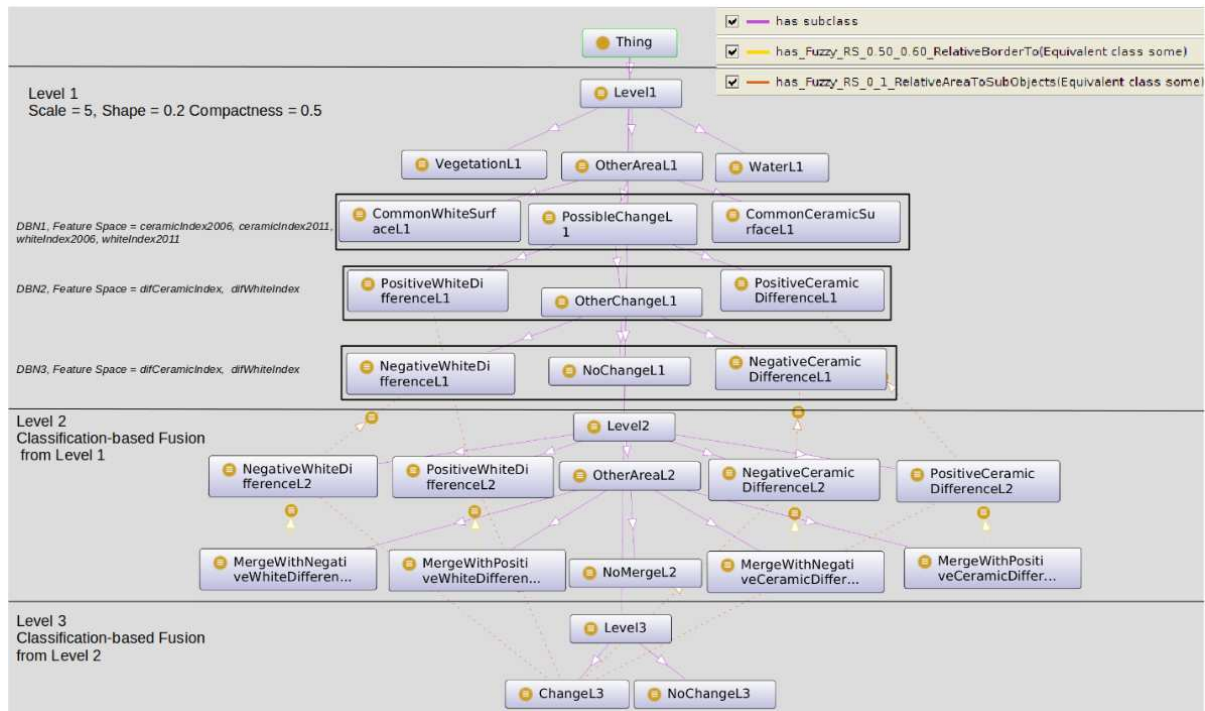 has subclass
has_Fuzzy_RS_0.50_0.60_RelativeBorderTo(Equivalent class some)
has_Fuzzy_RS_0_1_RelativeAreaToSubObjects(Equivalent class some)
Thing
Level 1
Scale = 5, Shape = 0.2 Compactness = 0.5
Level1
VegetationL1
OtherAreaL1
WaterL1
DBN1, Feature Space = ceramicIndex2006, ceramicIndex2011,
whiteIndex2006, whiteIndex2011
CommonWhiteSurf
aceL1
PossibleChangeL
1
CommonCeramicSu
rfaceL1
DBN2, Feature Space = difCeramicIndex, difWhiteIndex
PositiveWhiteDi
fferenceL1
OtherChangeL1
PositiveCeramic
DifferenceL1
DBN3, Feature Space = difCeramicIndex, difWhiteIndex
NegativeWhiteDi
fferenceL1
NoChangeL1
NegativeCeramic
DifferenceL1
Level 2
Classification-based Fusion
from Level 1
Level2
NegativeWhiteDi
fferenceL2
PositiveWhiteDi
fferenceL2
OtherAreaL2
NegativeCeramic
DifferenceL2
PositiveCeramic
DifferenceL2
MergeWithNegati
veWhiteDifferen...
MergeWithPositi
veWhiteDifferen...
NoMergeL2
MergeWithNegati
veCeramicDiffer...
MergeWithPositi
veCeramicDiffer...
Level 3
Classification-based Fusion
from Level 2
Level3
ChangeL3
NoChangeL3